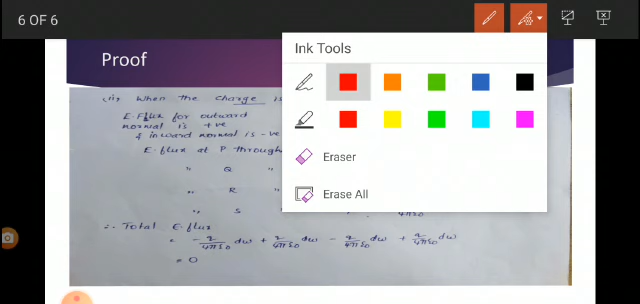 6 OF 6
Proof
Ink Tools
Eraser
Erase All
(ii) When the charge is
E.Flux for outward
normal is +ve
& inward normal is -ve
E.flux at P through
" Q "
" R "
" S "
4πε₀
∴ Total E.flux
= - q/4πε₀ dω + q/4πε₀ dω - q/4πε₀ dω + q/4πε₀ dω
= 0